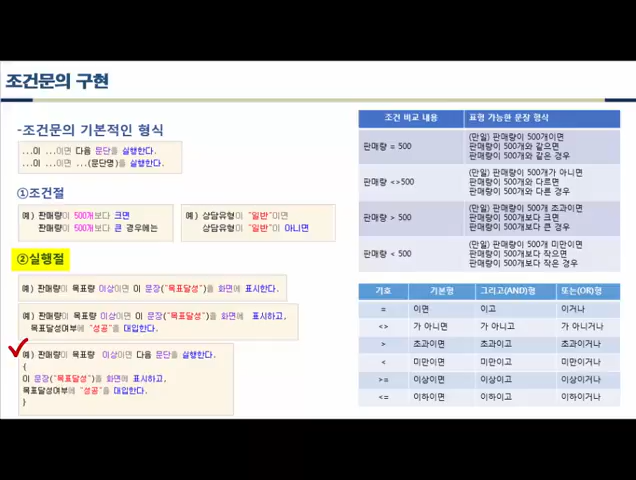 조건문의 구현
-조건문의 기본적인 형식
...이 ...이면 다음 문단을 실행한다.
...이 ...이면 ...(문단명)을 실행한다.
①조건절
예) 판매량이 500개보다 크면
판매량이 500개보다 큰 경우에는
예) 상담유형이 "일반"이면
상담유형이 "일반"이 아니면
②실행절
예) 판매량이 목표량 이상이면 이 문장("목표달성")을 화면에 표시한다.
예) 판매량이 목표량 이상이면 이 문장("목표달성")을 화면에 표시하고,
목표달성여부에 "성공"을 대입한다.
예) 판매량이 목표량 이상이면 다음 문단을 실행한다.
{
이 문장("목표달성")을 화면에 표시하고,
목표달성여부에 "성공"을 대입한다.
}
조건 비교 내용 표현 가능한 문장 형식
판매량 = 500
(만일) 판매량이 500개이면
판매량이 500개와 같으면
판매량이 500개와 같은 경우
판매량 <>500
(만일) 판매량이 500개가 아니면
판매량이 500개와 다르면
판매량이 500개와 다른 경우
판매량 > 500
(만일) 판매량이 500개 초과이면
판매량이 500개보다 크면
판매량이 500개보다 큰 경우
판매량 < 500
(만일) 판매량이 500개 미만이면
판매량이 500개보다 작으면
판매량이 500개보다 작은 경우
기호 기본형 그리고(AND)형 또는(OR)형
= 이면 이고 이거나
<> 가 아니면 가 아니고 가 아니거나
> 초과이면 초과이고 초과이거나
< 미만이면 미만이고 미만이거나
>= 이상이면 이상이고 이상이거나
<= 이하이면 이하이고 이하이거나